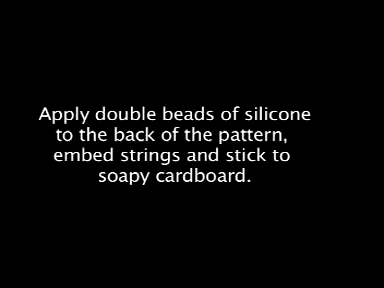 Apply double beads of silicone
to the back of the pattern,
embed strings and stick to
soapy cardboard.